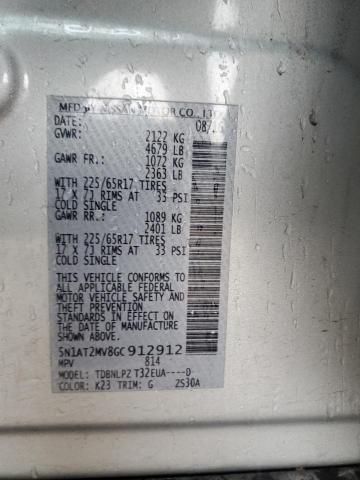 MFD BY NISSAN MOTOR CO., LTD.
DATE: 08/16
GVWR: 2122 KG
4679 LB
GAWR FR.: 1072 KG
2363 LB
WITH 225/65R17 TIRES
17 X 7J RIMS AT 33 PSI
COLD SINGLE
GAWR RR.: 1089 KG
2401 LB
WITH 225/65R17 TIRES
17 X 7J RIMS AT 33 PSI
COLD SINGLE
THIS VEHICLE CONFORMS TO
ALL APPLICABLE FEDERAL
MOTOR VEHICLE SAFETY AND
THEFT PREVENTION
STANDARDS IN EFFECT ON
THE DATE OF MANUFACTURE
SHOWN ABOVE.
5N1AT2MV8GC912912
MPV 814
MODEL: TDBNLPZ T32EUA----D
COLOR: K23 TRIM: G ZS30A